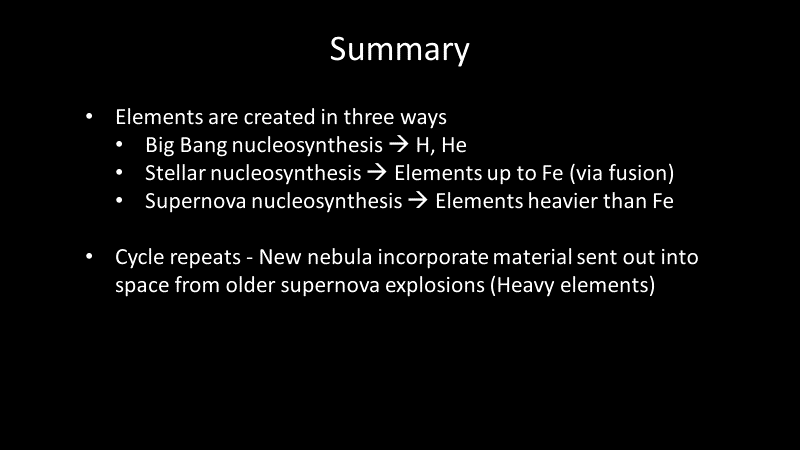 Summary
• Elements are created in three ways
• Big Bang nucleosynthesis → H, He
• Stellar nucleosynthesis → Elements up to Fe (via fusion)
• Supernova nucleosynthesis → Elements heavier than Fe
• Cycle repeats - New nebula incorporate material sent out into
space from older supernova explosions (Heavy elements)